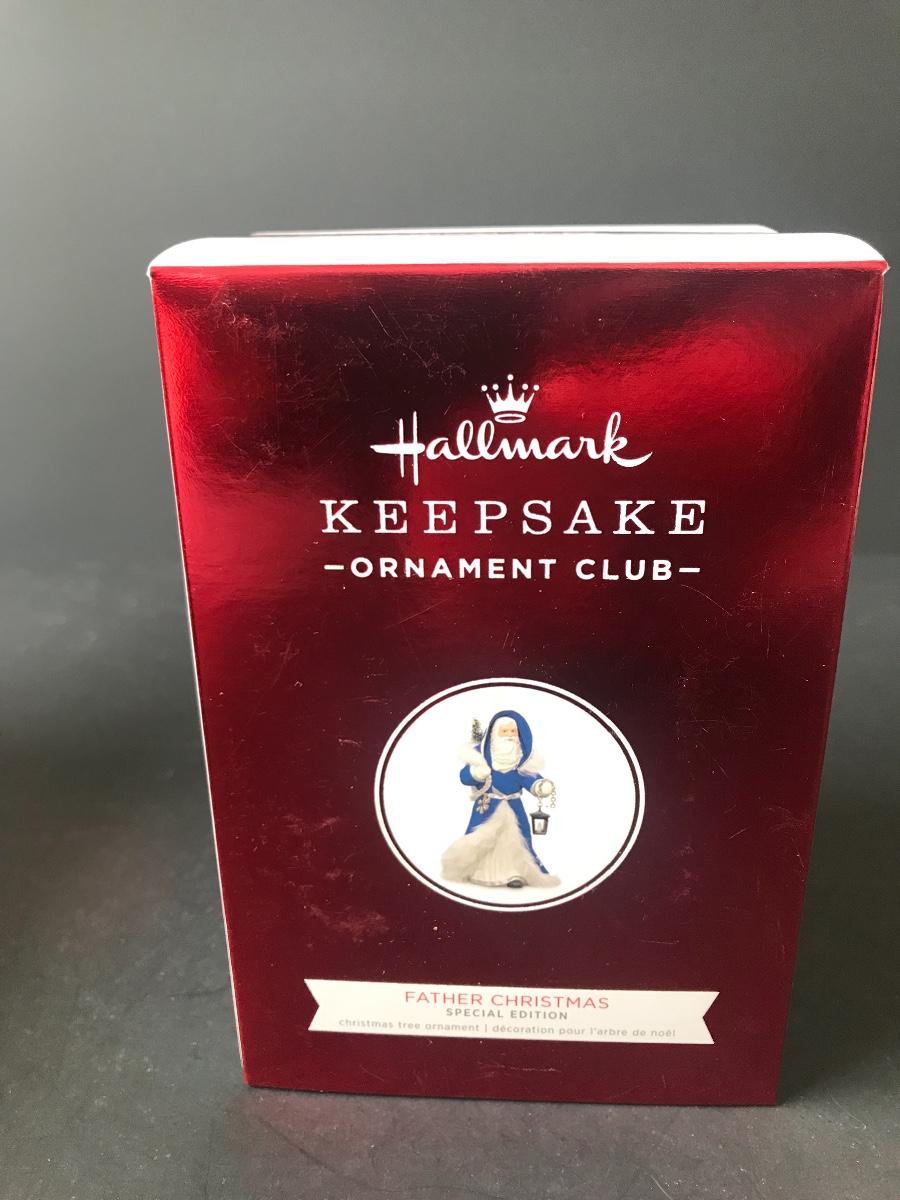 Hallmark
KEEPSAKE
—ORNAMENT CLUB—
FATHER CHRISTMAS
SPECIAL EDITION
christmas tree ornament | décoration pour l'arbre de noël